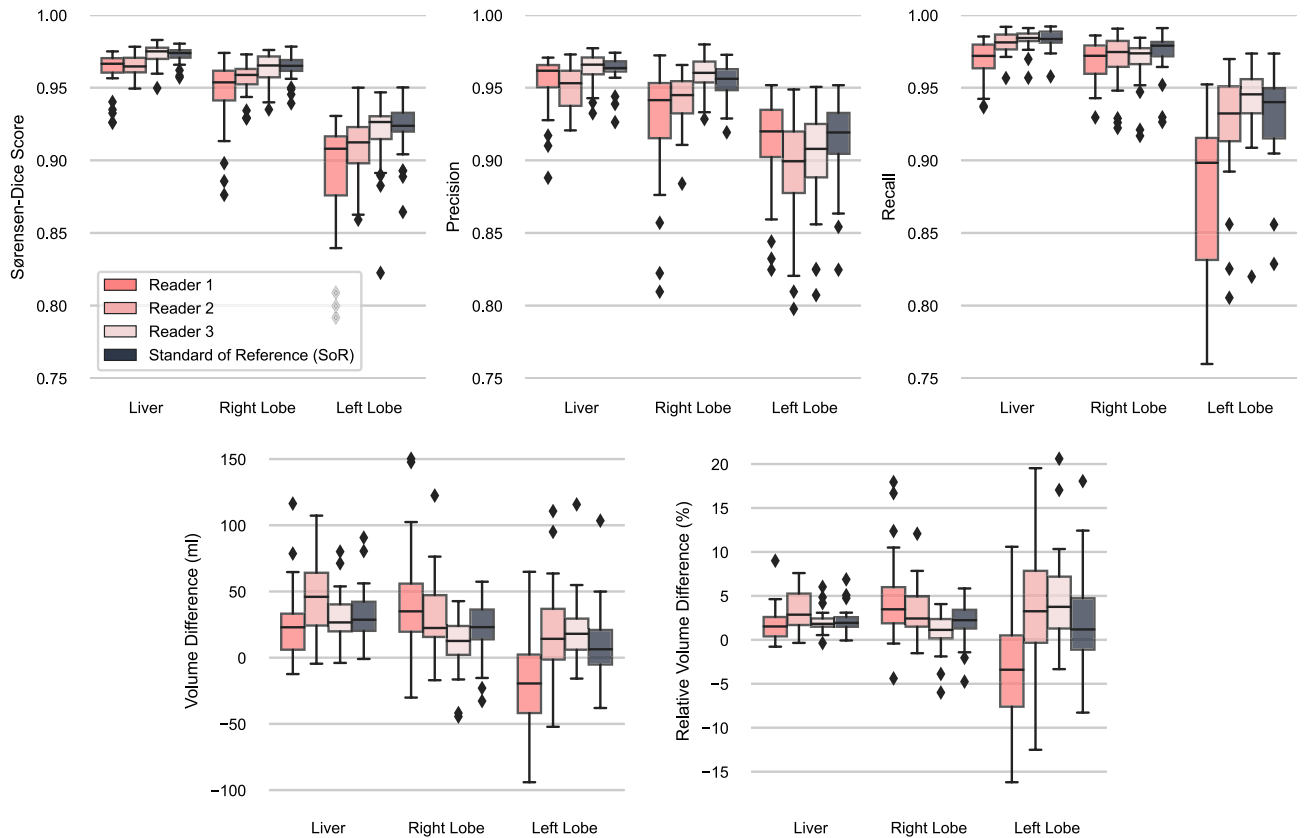 Sørensen-Dice Score
1.00
0.95
0.90
0.85
0.80
0.75
Reader 1
Reader 2
Reader 3
Standard of Reference (SoR)
Liver
Right Lobe
Left Lobe
Precision
1.00
0.95
0.90
0.85
0.80
0.75
Liver
Right Lobe
Left Lobe
Recall
1.00
0.95
0.90
0.85
0.80
0.75
Liver
Right Lobe
Left Lobe
Volume Difference (ml)
150
100
50
0
−50
−100
Liver
Right Lobe
Left Lobe
Relative Volume Difference (%)
20
15
10
5
0
−5
−10
−15
Liver
Right Lobe
Left Lobe